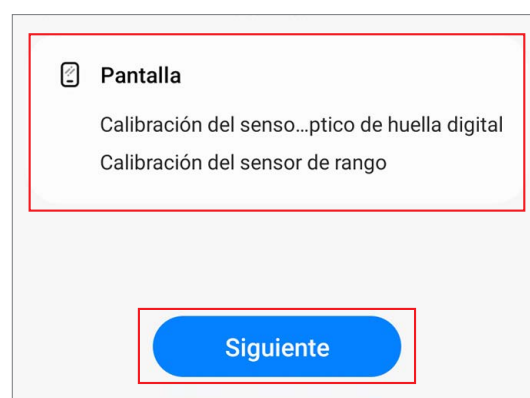 Pantalla
Calibración del senso...ptico de huella digital
Calibración del sensor de rango
Siguiente